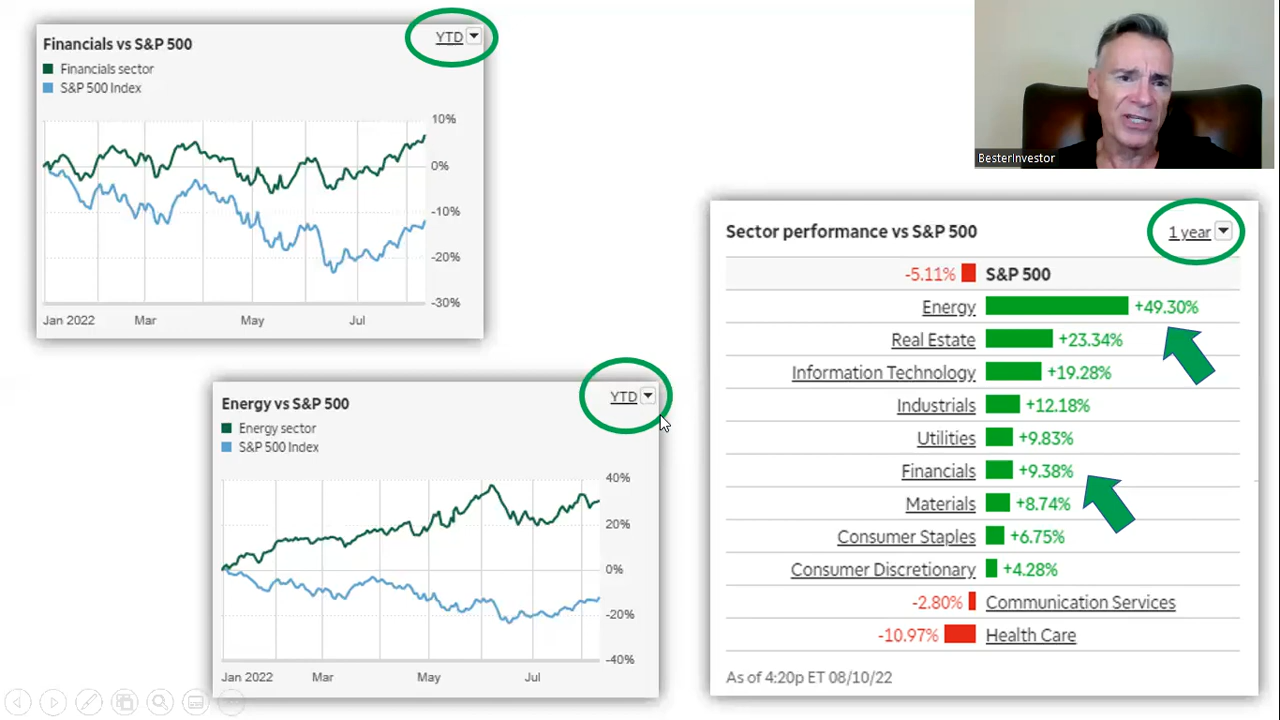 Financials vs S&P 500
YTD
Financials sector
S&P 500 Index
10%
0%
-10%
-20%
-30%
Jan 2022 Mar May Jul
BesterInvestor
Energy vs S&P 500
YTD
Energy sector
S&P 500 Index
40%
20%
0%
-20%
-40%
Jan 2022 Mar May Jul
Sector performance vs S&P 500
1 year
-5.11% S&P 500
Energy +49.30%
Real Estate +23.34%
Information Technology +19.28%
Industrials +12.18%
Utilities +9.83%
Financials +9.38%
Materials +8.74%
Consumer Staples +6.75%
Consumer Discretionary +4.28%
-2.80% Communication Services
-10.97% Health Care
As of 4:20p ET 08/10/22